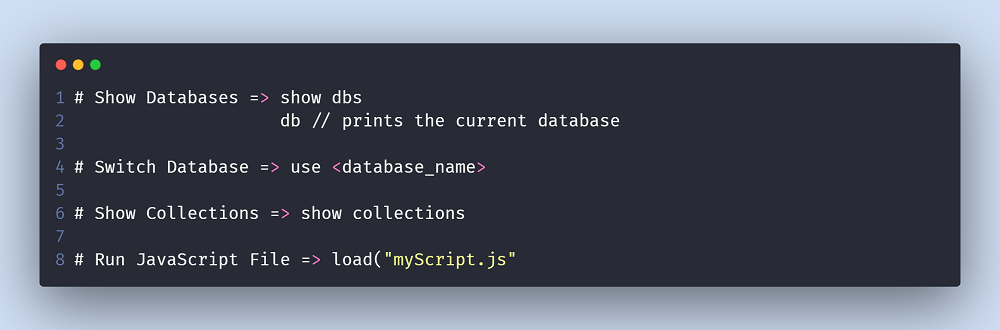 1 # Show Databases => show dbs
2 db // prints the current database
3
4 # Switch Database => use <database_name>
5
6 # Show Collections => show collections
7
8 # Run JavaScript File => load("myScript.js"